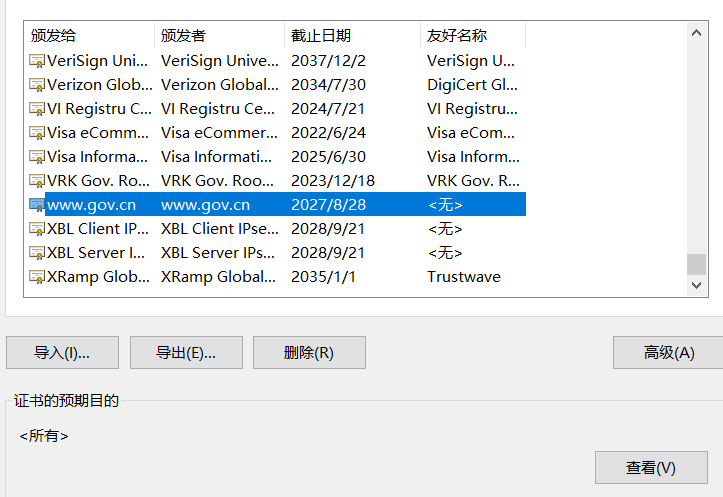 颁发给 颁发者 截止日期 友好名称
VeriSign Uni... VeriSign Unive... 2037/12/2 VeriSign U...
Verizon Glob... Verizon Global... 2034/7/30 DigiCert Gl...
VI Registru C... VI Registru Ce... 2024/7/21 VI Registru...
Visa eComm... Visa eCommer... 2022/6/24 Visa eCom...
Visa Informa... Visa Informati... 2025/6/30 Visa Inform...
VRK Gov. Ro... VRK Gov. Roo... 2023/12/18 VRK Gov. R...
www.gov.cn www.gov.cn 2027/8/28 <无>
XBL Client IP... XBL Client IPse... 2028/9/21 <无>
XBL Server I... XBL Server IPs... 2028/9/21 <无>
XRamp Glob... XRamp Global... 2035/1/1 Trustwave
导入(I)... 导出(E)... 删除(R) 高级(A)
证书的预期目的
<所有>
查看(V)